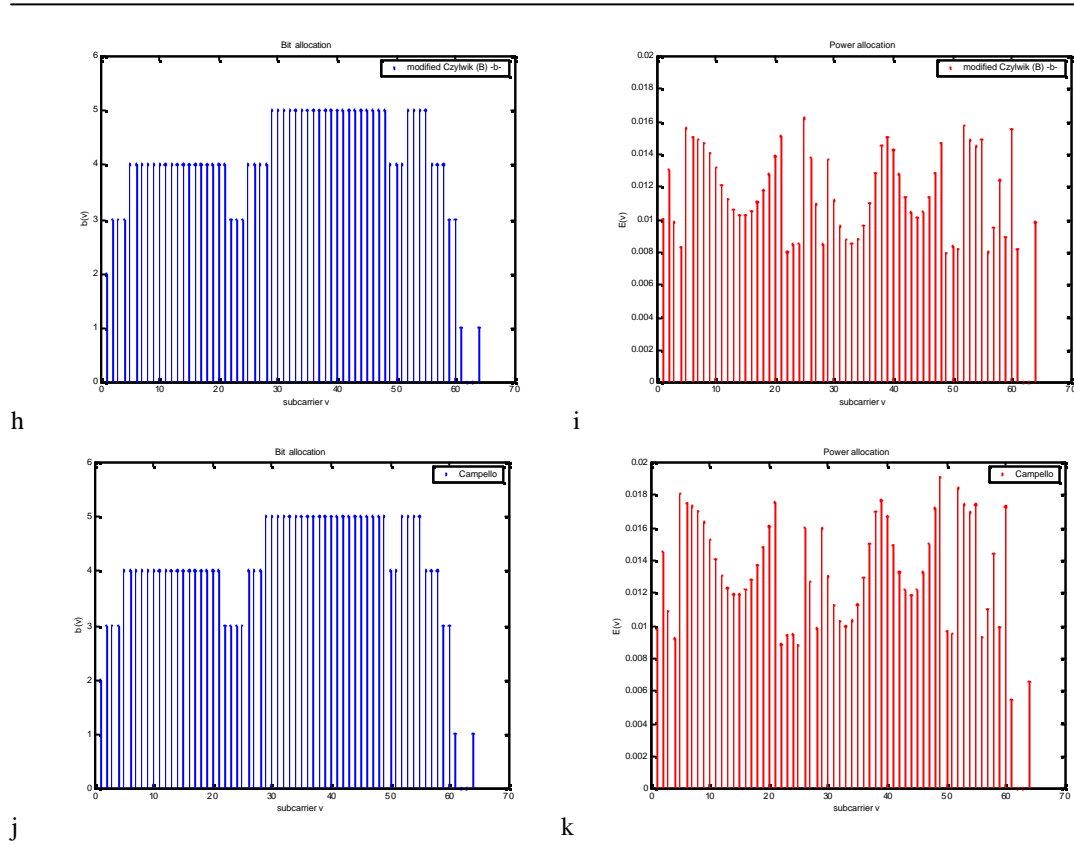 Bit allocation
6
5
4
3
2
1
0
b(v)
modified Czylwik (B) -b-
0 10 20 30 40 50 60 70
subcarrier v
h
Power allocation
0.02
0.018
0.016
0.014
0.012
0.01
0.008
0.006
0.004
0.002
0
E(v)
modified Czylwik (B) -b-
0 10 20 30 40 50 60 70
subcarrier v
i
Bit allocation
6
5
4
3
2
1
0
b(v)
Campello
0 10 20 30 40 50 60 70
subcarrier v
j
Power allocation
0.02
0.018
0.016
0.014
0.012
0.01
0.008
0.006
0.004
0.002
0
E(v)
Campello
0 10 20 30 40 50 60 70
subcarrier v
k